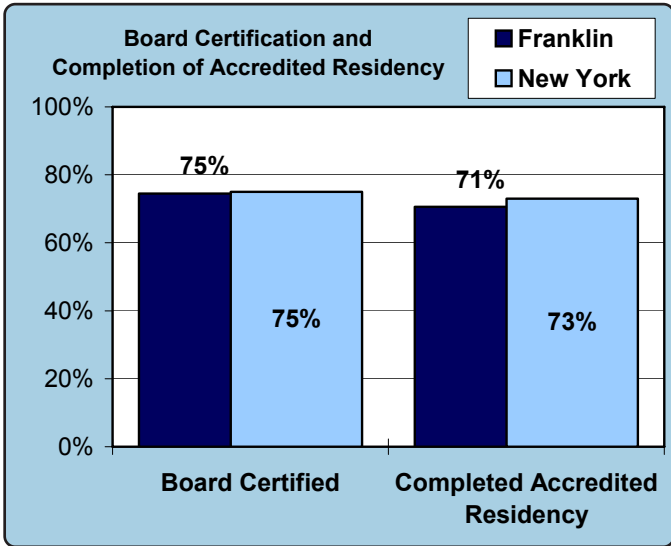 Board Certification and
Completion of Accredited Residency
Franklin
New York
100%
80%
60%
40%
20%
0%
75%
75%
71%
73%
Board Certified
Completed Accredited
Residency